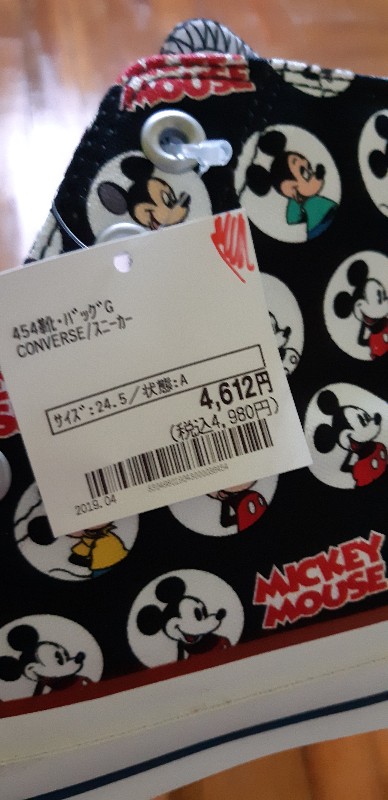 MOUSE
454靴・バッグG
CONVERSE/スニーカー
サイズ:24.5/状態:A
4,612円
(税込4,980円)
2019.04
MICKEY
MOUSE